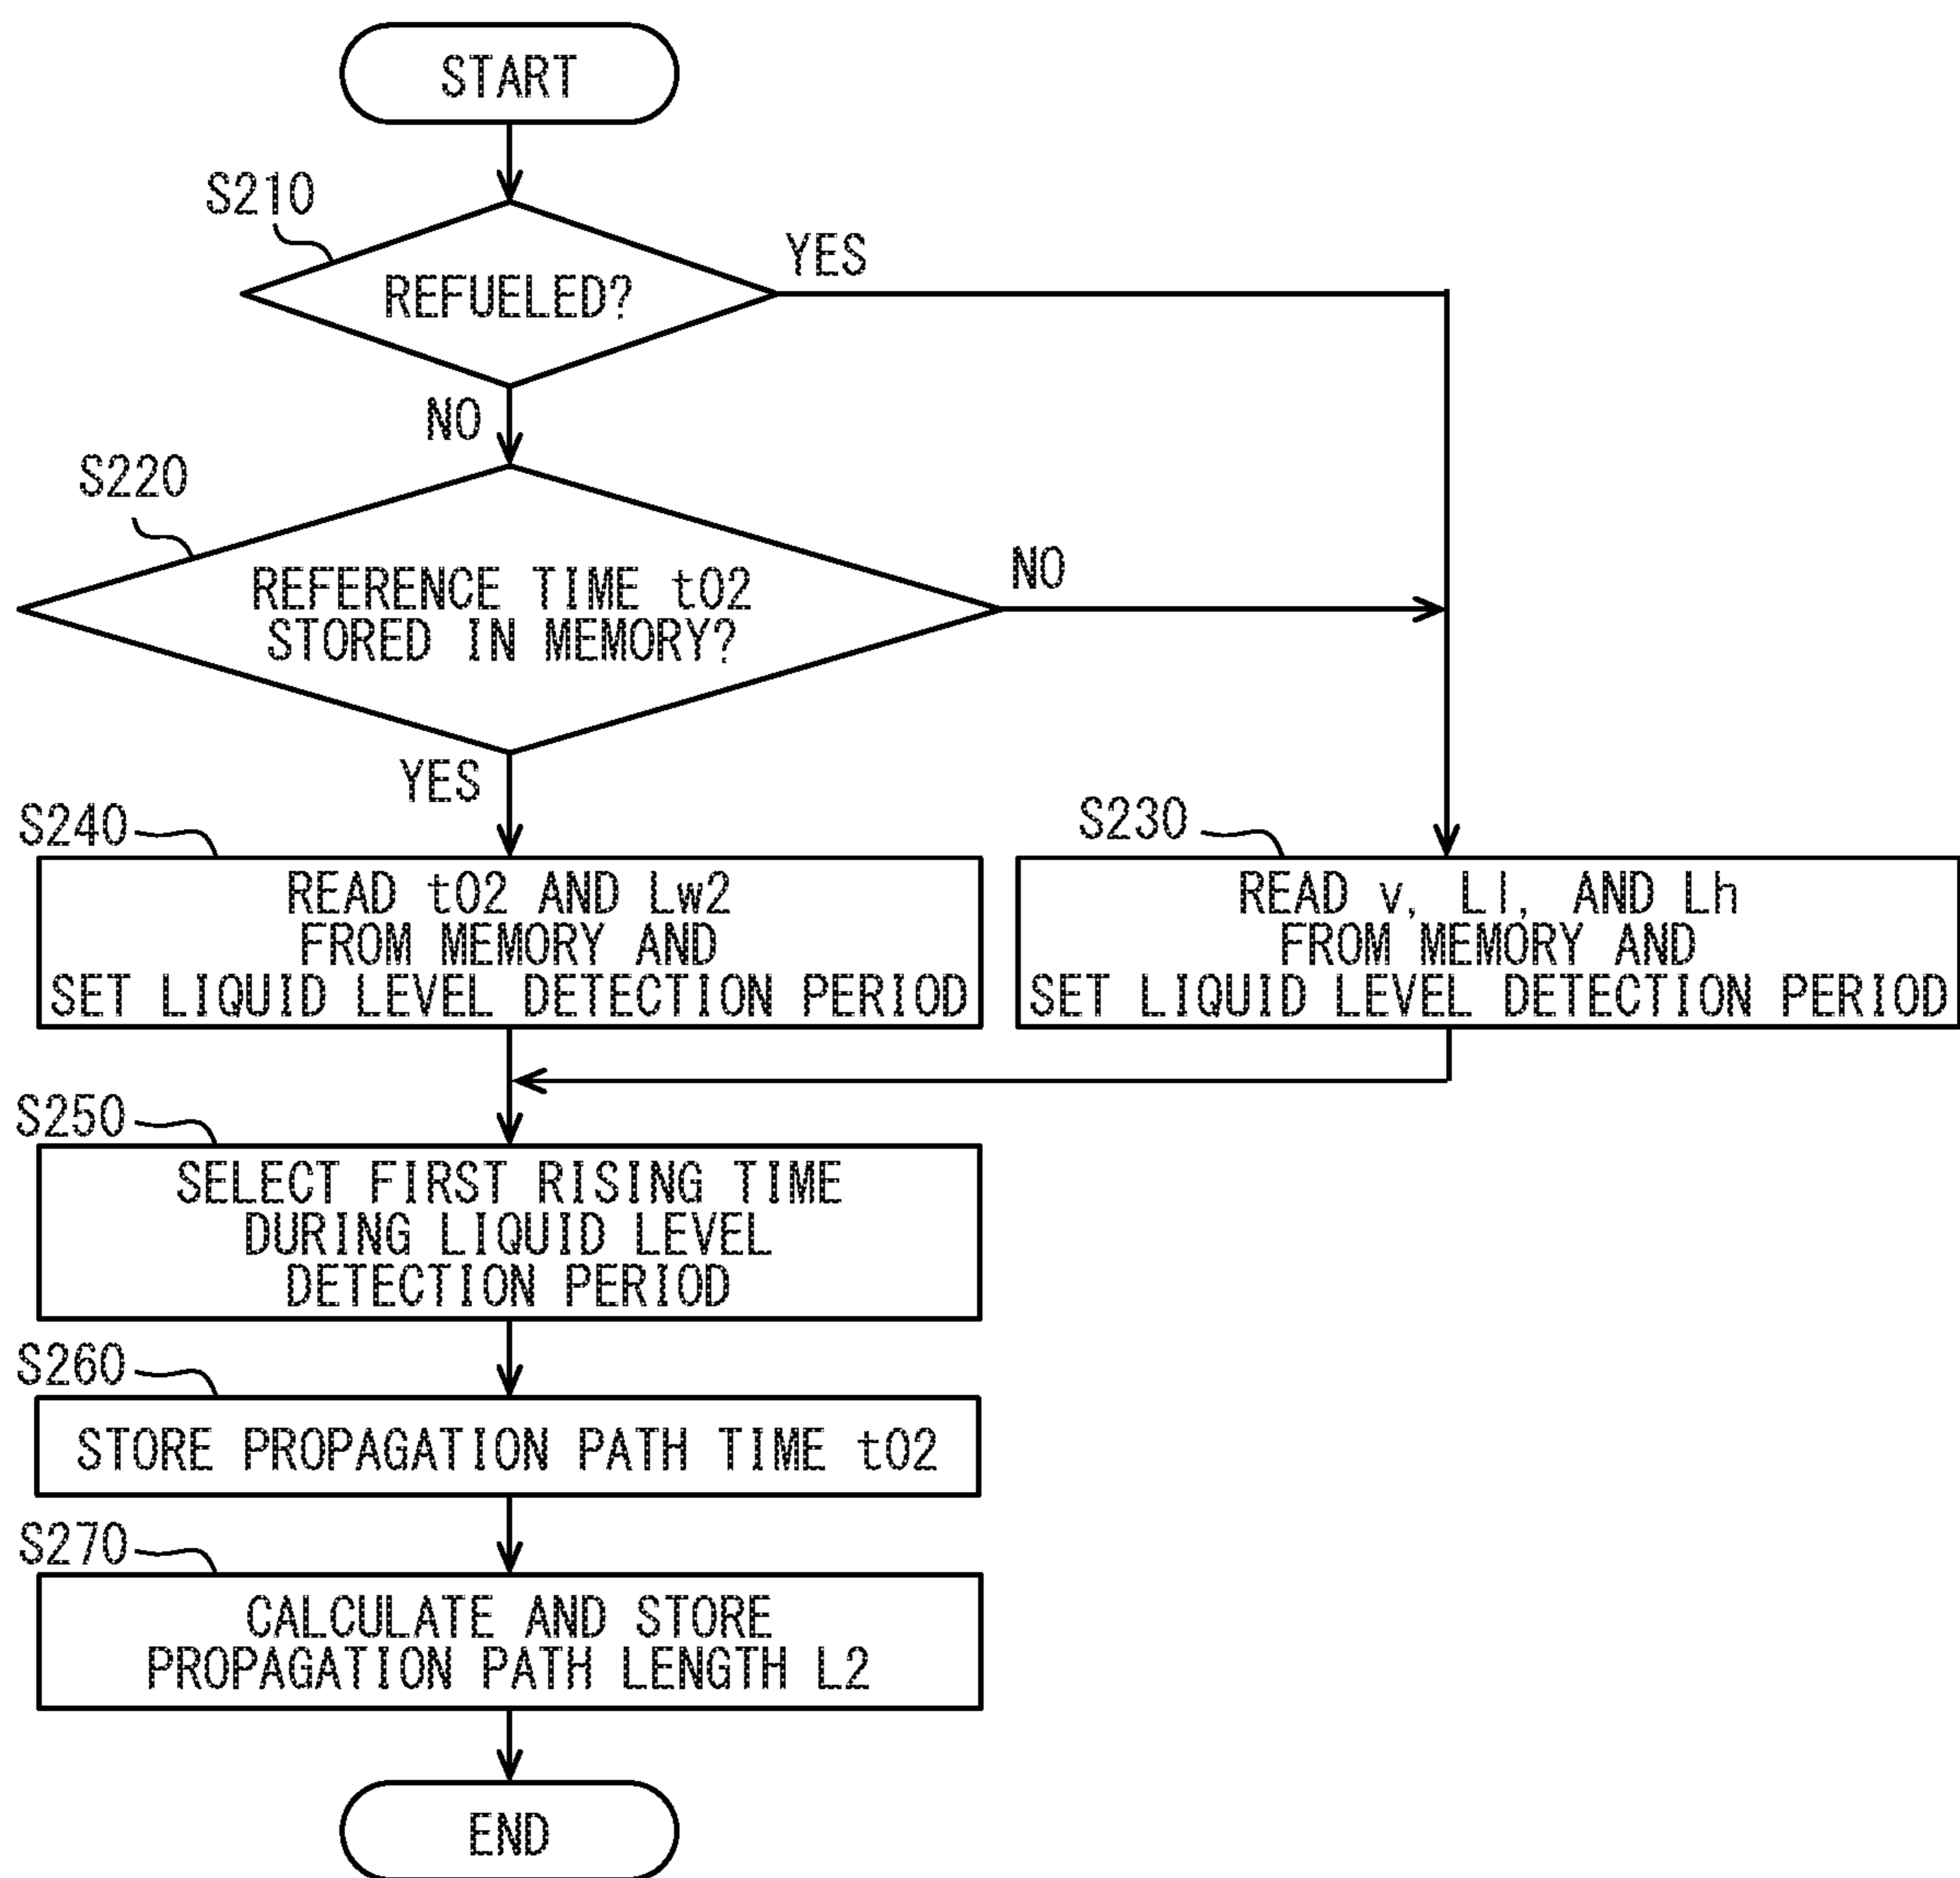 START
S210
REFUELED?
YES
NO
S220
REFERENCE TIME t02
STORED IN MEMORY?
NO
YES
S240
READ t02 AND Lw2
FROM MEMORY AND
SET LIQUID LEVEL DETECTION PERIOD
S230
READ v, Ll, AND Lh
FROM MEMORY AND
SET LIQUID LEVEL DETECTION PERIOD
S250
SELECT FIRST RISING TIME
DURING LIQUID LEVEL
DETECTION PERIOD
S260
STORE PROPAGATION PATH TIME t02
S270
CALCULATE AND STORE
PROPAGATION PATH LENGTH L2
END